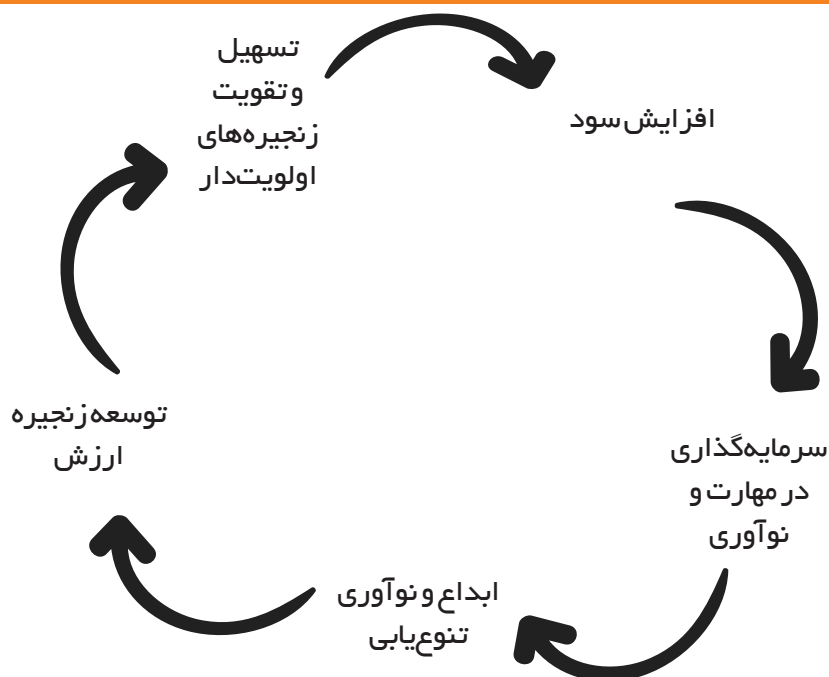 تسهیل
و تقویت
زنجیره‌های
اولویت‌دار
افزایش سود
سرمایه‌گذاری
در مهارت و
نوآوری
ابداع و نوآوری
تنوع‌یابی
توسعه زنجیره
ارزش